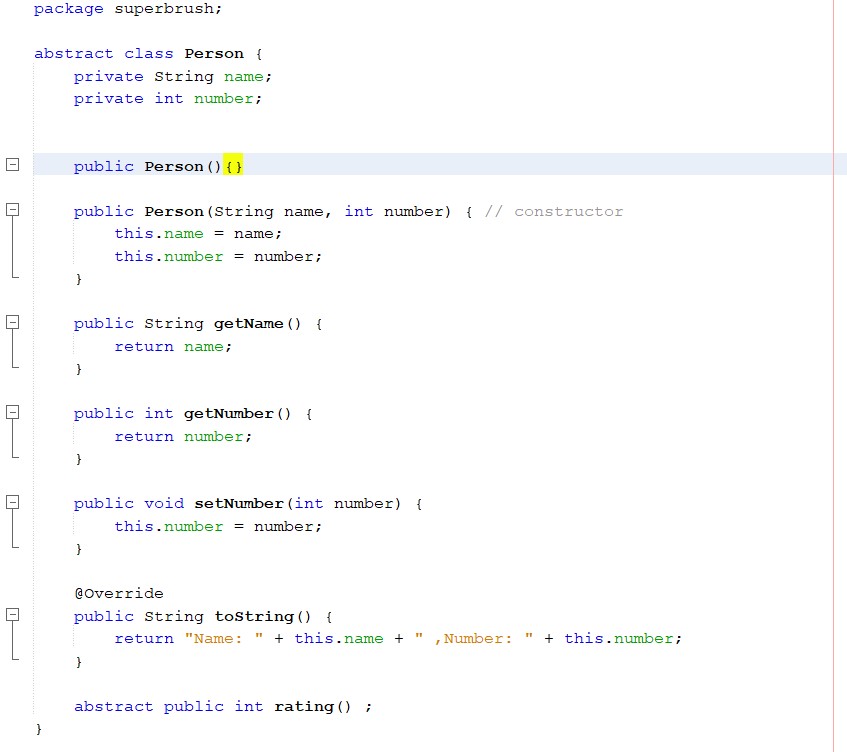 package superbrush;
abstract class Person {
private String name;
private int number;
public Person(){}
public Person(String name, int number) { // constructor
this.name = name;
this.number = number;
}
public String getName() {
return name;
}
public int getNumber() {
return number;
}
public void setNumber(int number) {
this.number = number;
}
@Override
public String toString() {
return "Name: " + this.name + " ,Number: " + this.number;
}
abstract public int rating() ;
}